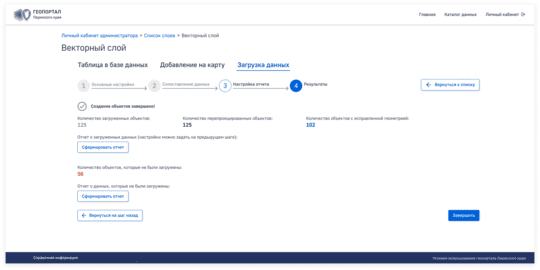 ГЕОПОРТАЛ
Пермского края
Главная Каталог данных Личный кабинет
Личный кабинет администратора > Список слоев > Векторный слой
Векторный слой
Таблица в базе данных Добавление на карту Загрузка данных
1 Основные настройки 2 Сопоставление данных 3 Настройка отчета 4 Результаты
← Вернуться к списку
Создание объектов завершено!
Количество загруженных объектов: Количество перепроецированных объектов: Количество объектов с исправленной геометрией:
125 125 102
Отчет о загруженных данных (настройки можно задать на предыдущем шаге):
Сформировать отчет
Количество объектов, которые не были загружены:
56
Отчет о данных, которые не были загружены:
Сформировать отчет
← Вернуться на шаг назад Завершить
Справочная информация Условия использования геопортала Пермского края